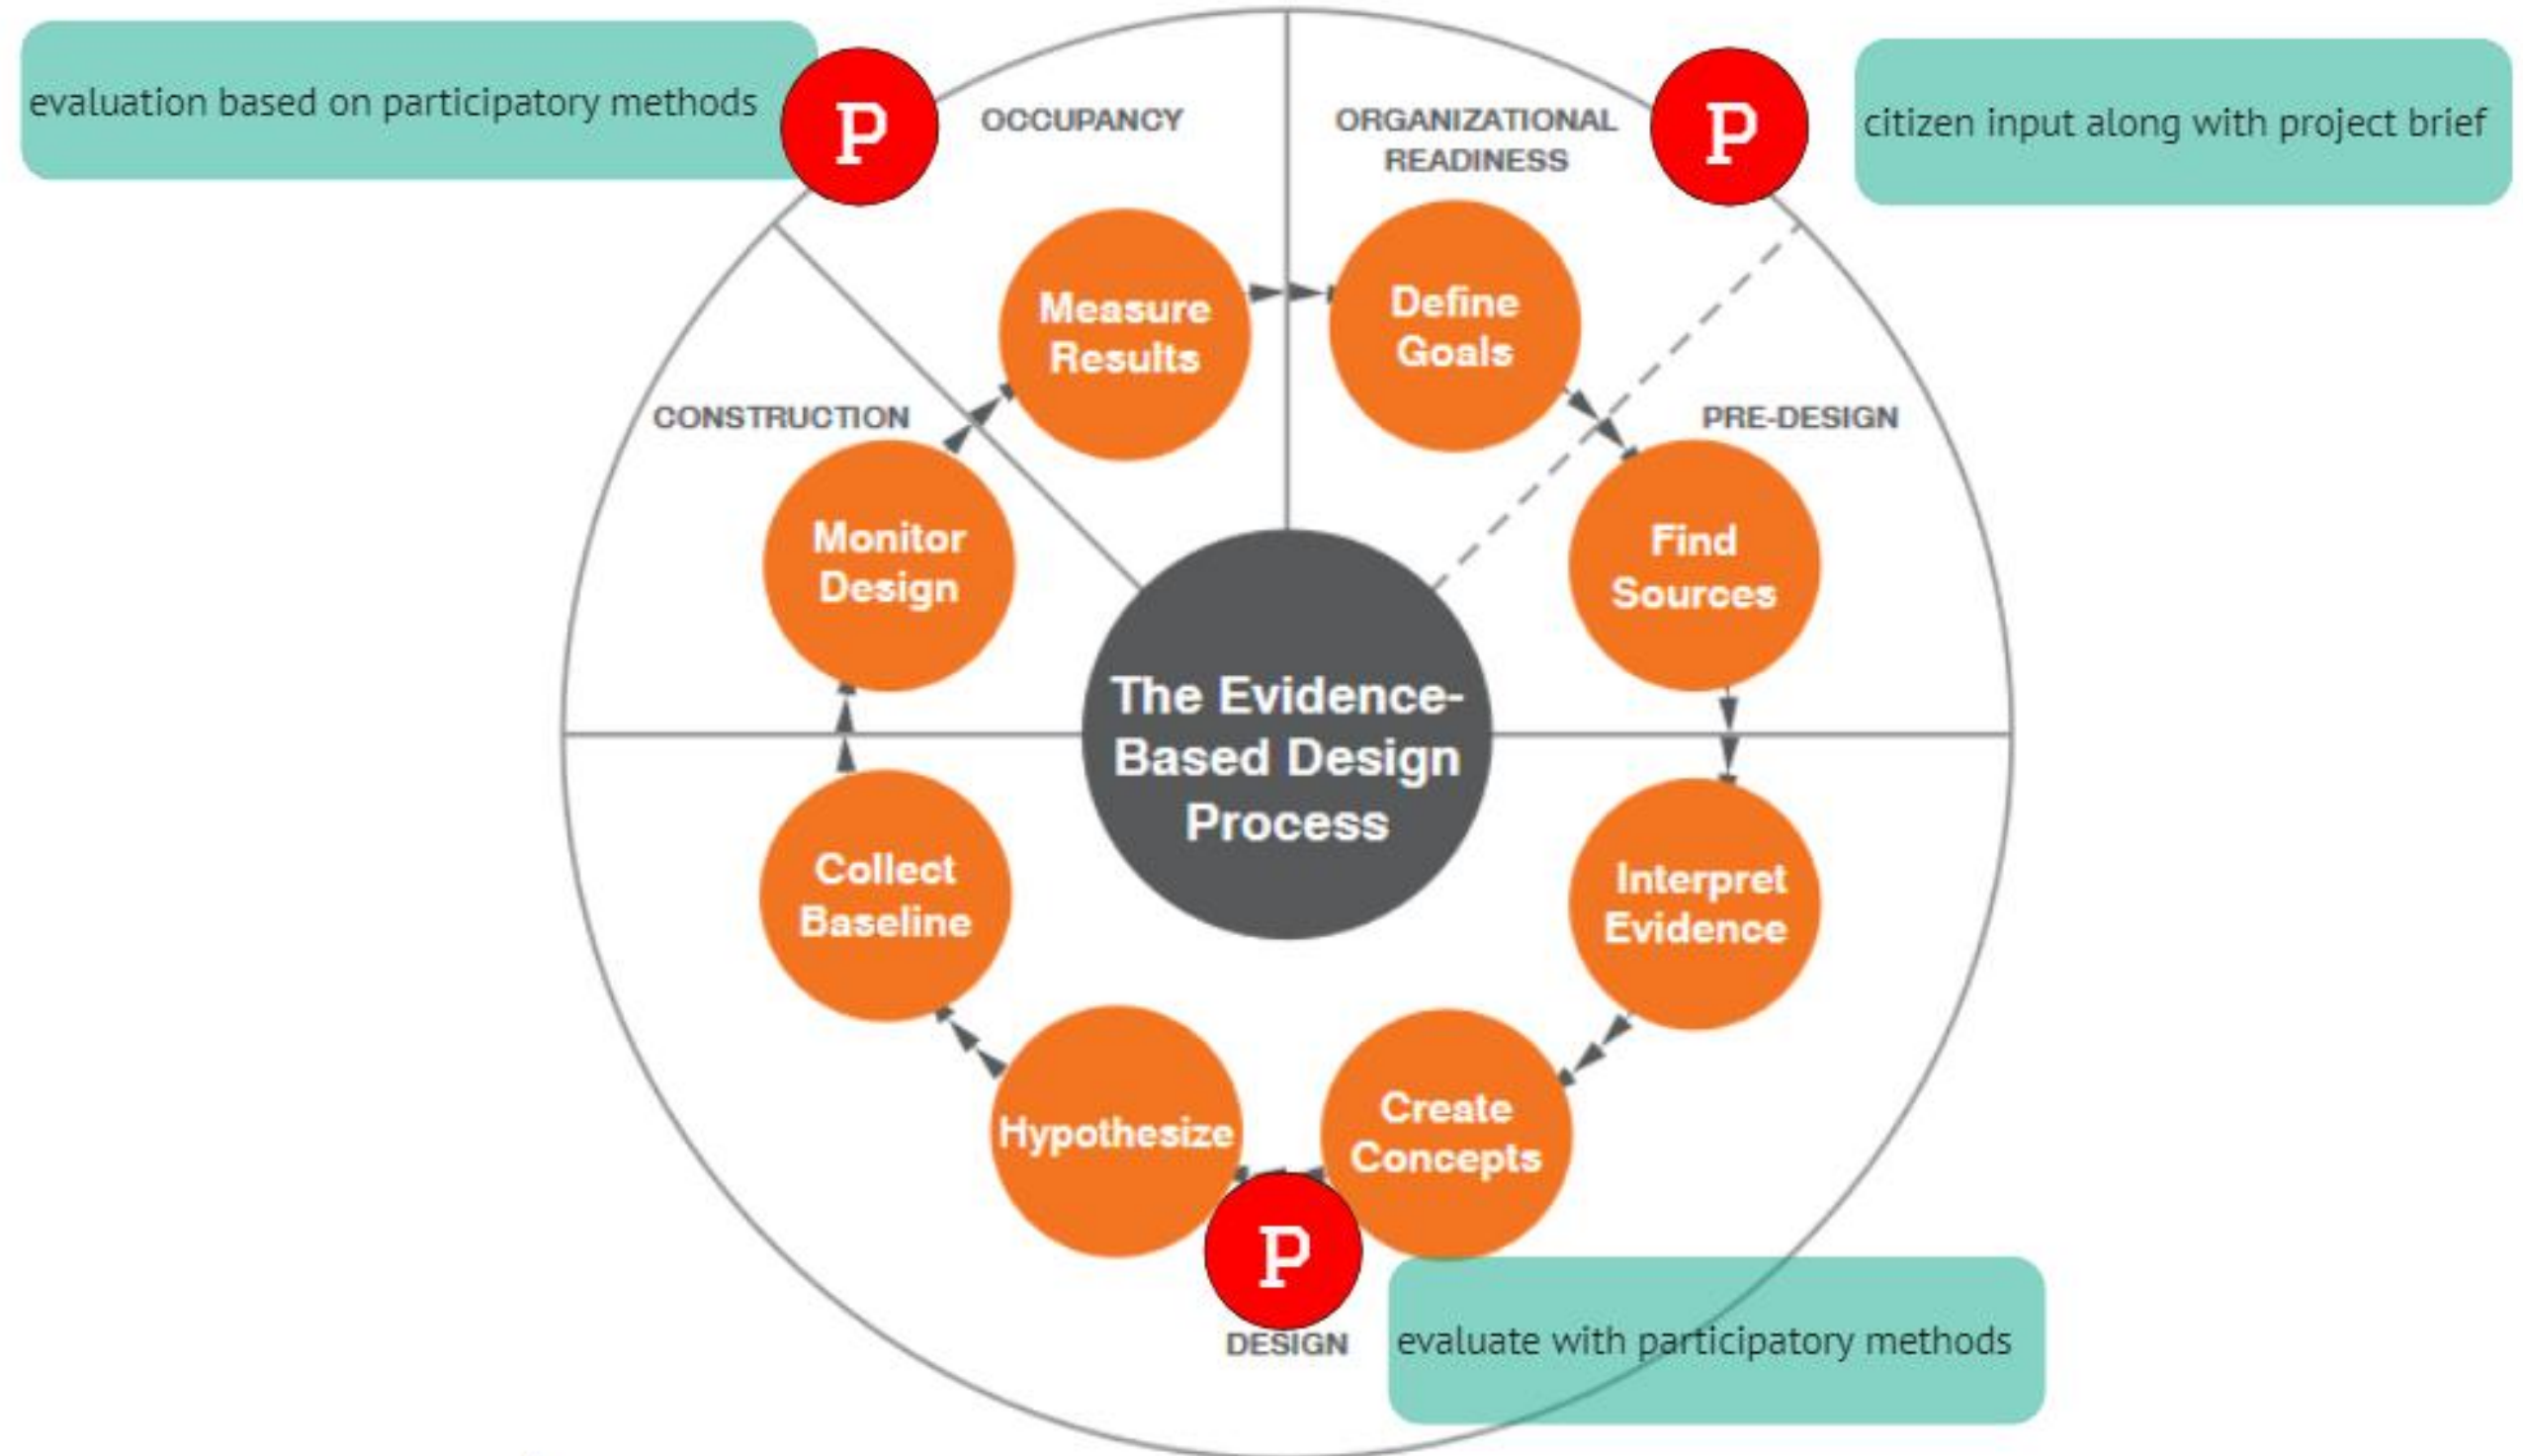 evaluation based on participatory methods
P
OCCUPANCY
ORGANIZATIONAL
READINESS
P
citizen input along with project brief
Measure
Results
Define
Goals
CONSTRUCTION
PRE-DESIGN
Monitor
Design
Find
Sources
The Evidence-
Based Design
Process
Collect
Baseline
Interpret
Evidence
Hypothesize
Create
Concepts
P
DESIGN
evaluate with participatory methods